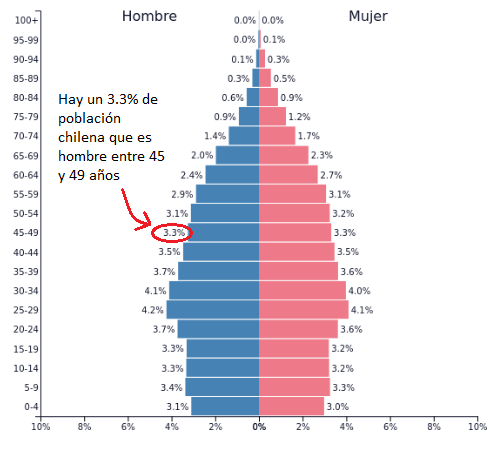 Hombre Mujer
100+ 0.0% 0.0%
95-99 0.0% 0.1%
90-94 0.1% 0.3%
85-89 0.3% 0.5%
80-84 0.6% 0.9%
75-79 0.9% 1.2%
70-74 1.4% 1.7%
65-69 2.0% 2.3%
60-64 2.4% 2.7%
55-59 2.9% 3.1%
50-54 3.1% 3.2%
45-49 3.3% 3.3%
40-44 3.5% 3.5%
35-39 3.7% 3.6%
30-34 4.1% 4.0%
25-29 4.2% 4.1%
20-24 3.7% 3.6%
15-19 3.3% 3.2%
10-14 3.3% 3.2%
5-9 3.4% 3.3%
0-4 3.1% 3.0%
10% 8% 6% 4% 2% 0% 2% 4% 6% 8% 10%
Hay un 3.3% de
población
chilena que es
hombre entre 45
y 49 años